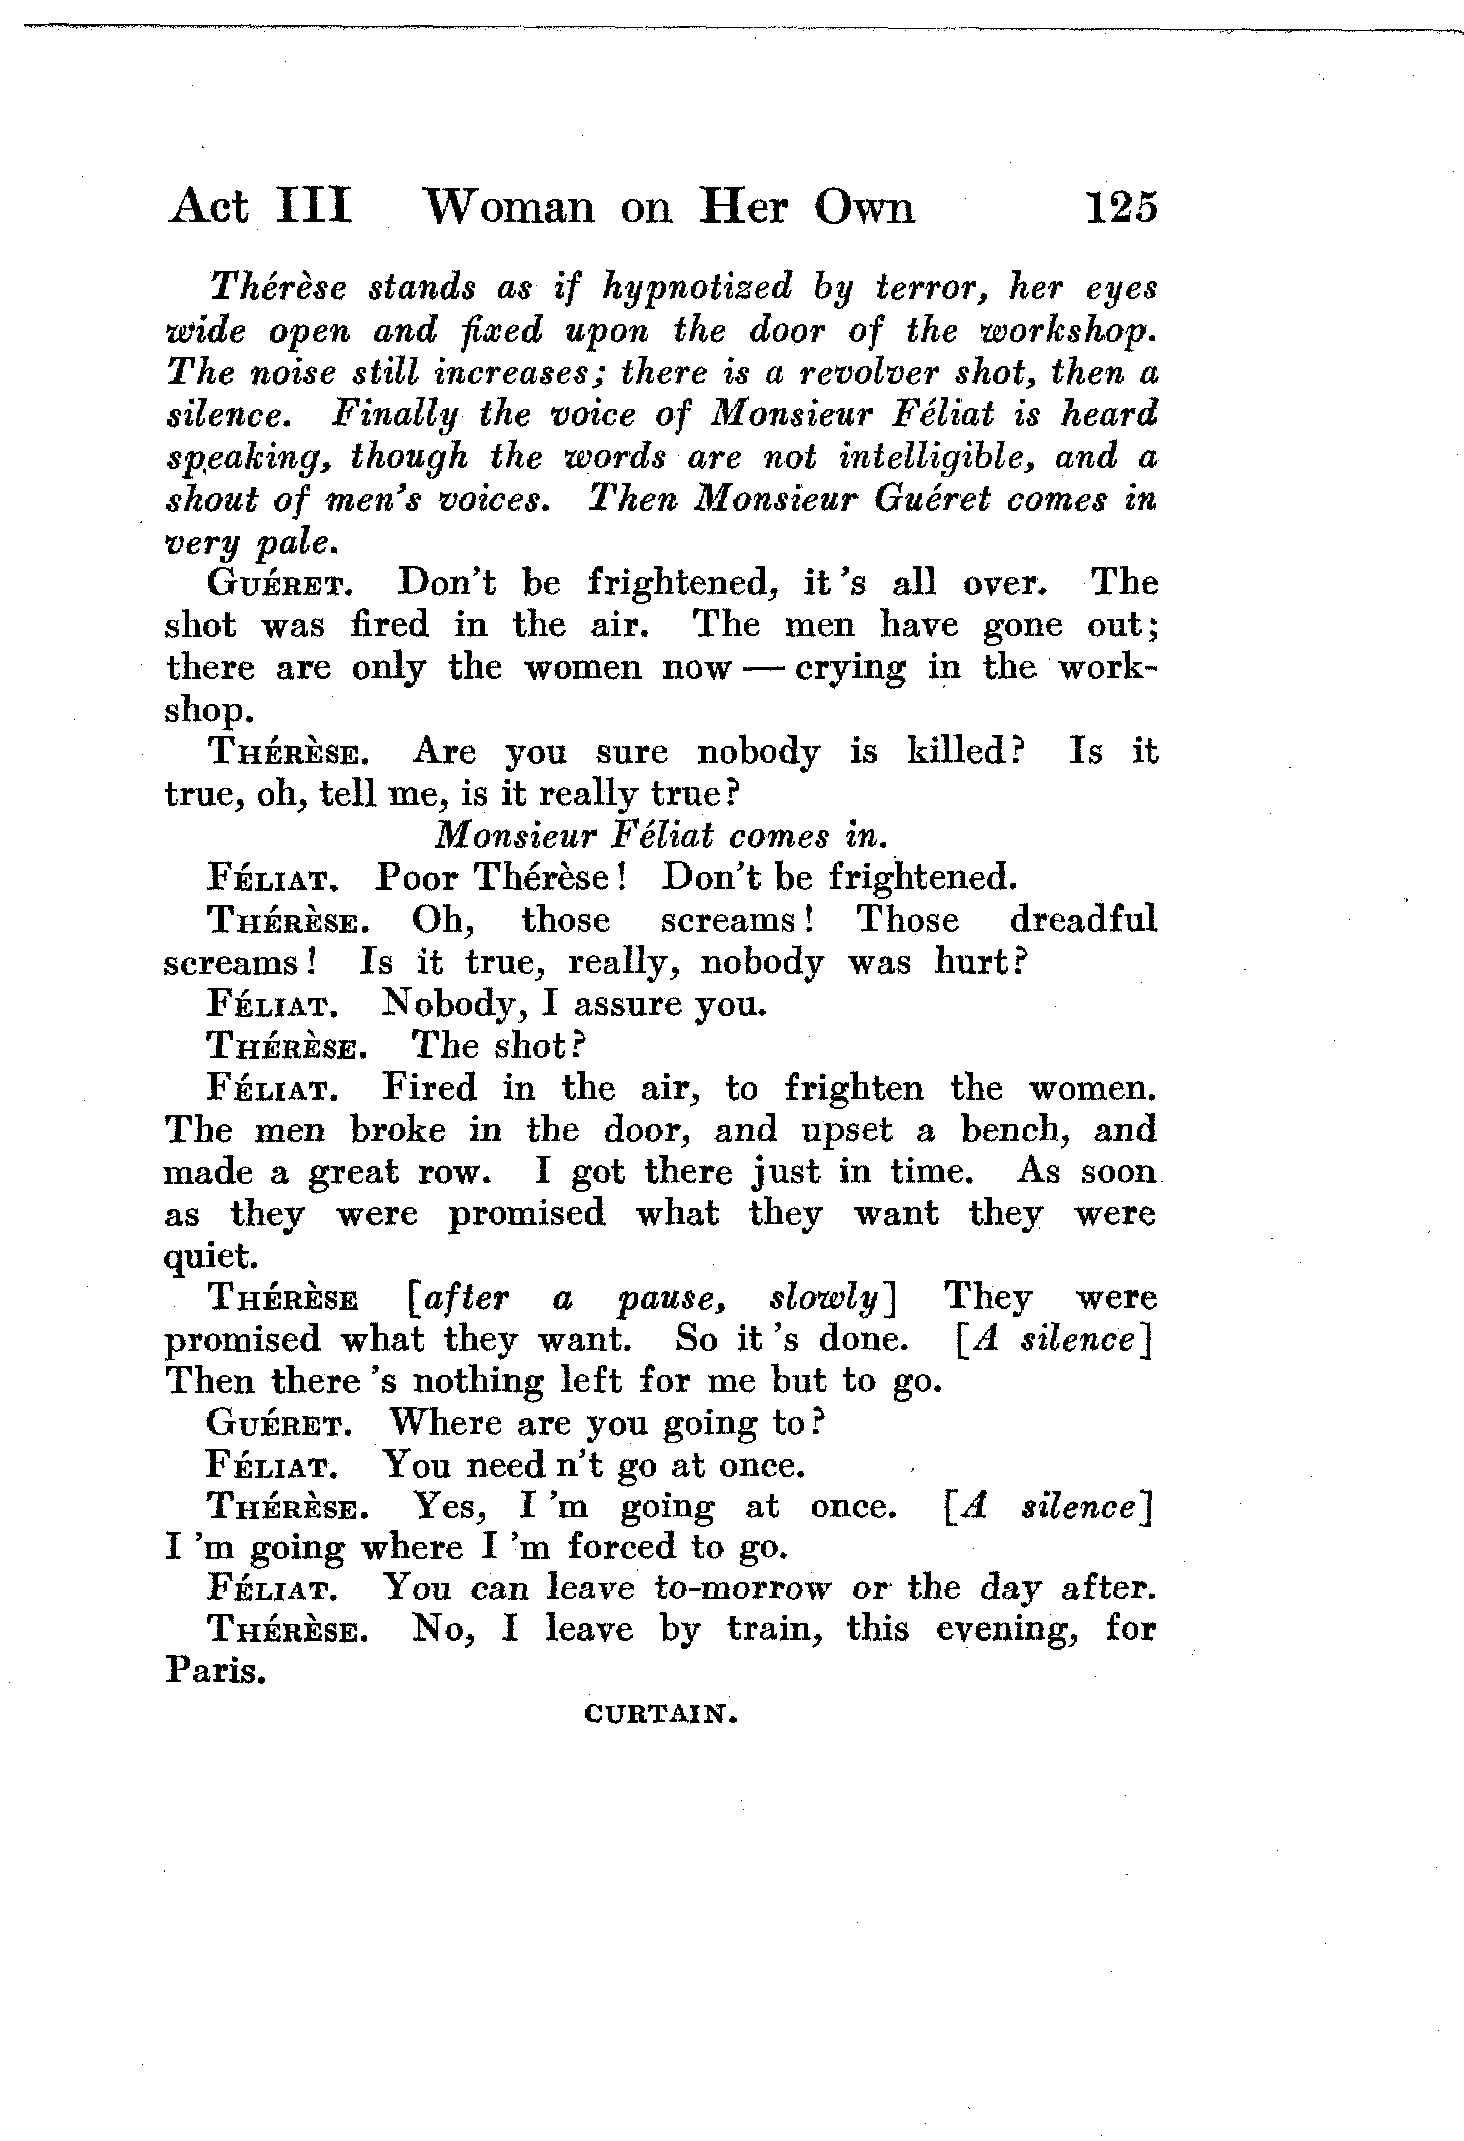 Act III Woman on Her Own 125
Thérèse stands as if hypnotized by terror, her eyes
wide open and fixed upon the door of the workshop.
The noise still increases; there is a revolver shot, then a
silence. Finally the voice of Monsieur Féliat is heard
speaking, though the words are not intelligible, and a
shout of men's voices. Then Monsieur Guéret comes in
very pale.
GUÉRET. Don't be frightened, it 's all over. The
shot was fired in the air. The men have gone out;
there are only the women now — crying in the work-
shop.
THÉRÈSE. Are you sure nobody is killed? Is it
true, oh, tell me, is it really true?
Monsieur Féliat comes in.
FÉLIAT. Poor Thérèse! Don't be frightened.
THÉRÈSE. Oh, those screams! Those dreadful
screams! Is it true, really, nobody was hurt?
FÉLIAT. Nobody, I assure you.
THÉRÈSE. The shot?
FÉLIAT. Fired in the air, to frighten the women.
The men broke in the door, and upset a bench, and
made a great row. I got there just in time. As soon
as they were promised what they want they were
quiet.
THÉRÈSE [after a pause, slowly] They were
promised what they want. So it 's done. [A silence]
Then there 's nothing left for me but to go.
GUÉRET. Where are you going to?
FÉLIAT. You need n't go at once.
THÉRÈSE. Yes, I 'm going at once. [A silence]
I 'm going where I 'm forced to go.
FÉLIAT. You can leave to-morrow or the day after.
THÉRÈSE. No, I leave by train, this evening, for
Paris.
CURTAIN.